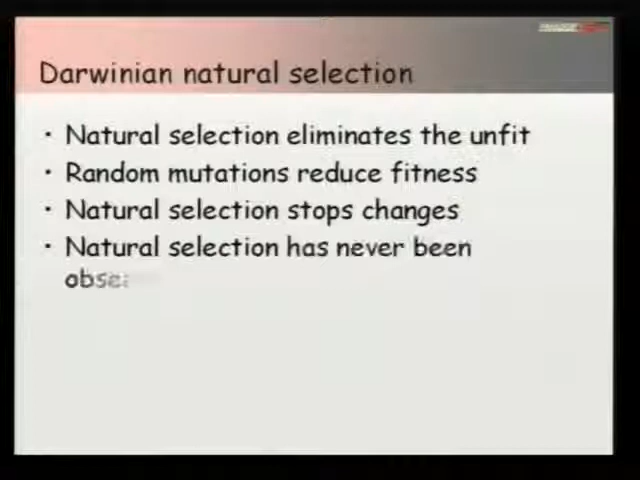 Darwinian natural selection
• Natural selection eliminates the unfit
• Random mutations reduce fitness
• Natural selection stops changes
• Natural selection has never been